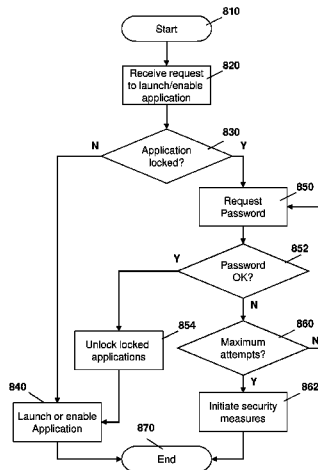 810
Start
820
Receive request
to launch/enable
application
830
N
Application
locked?
Y
850
Request
Password
852
Y
Password
OK?
N
854
860
Unlock locked
applications
Maximum
attempts?
N
840
Y
862
Launch or enable
Application
Initiate security
measures
870
End